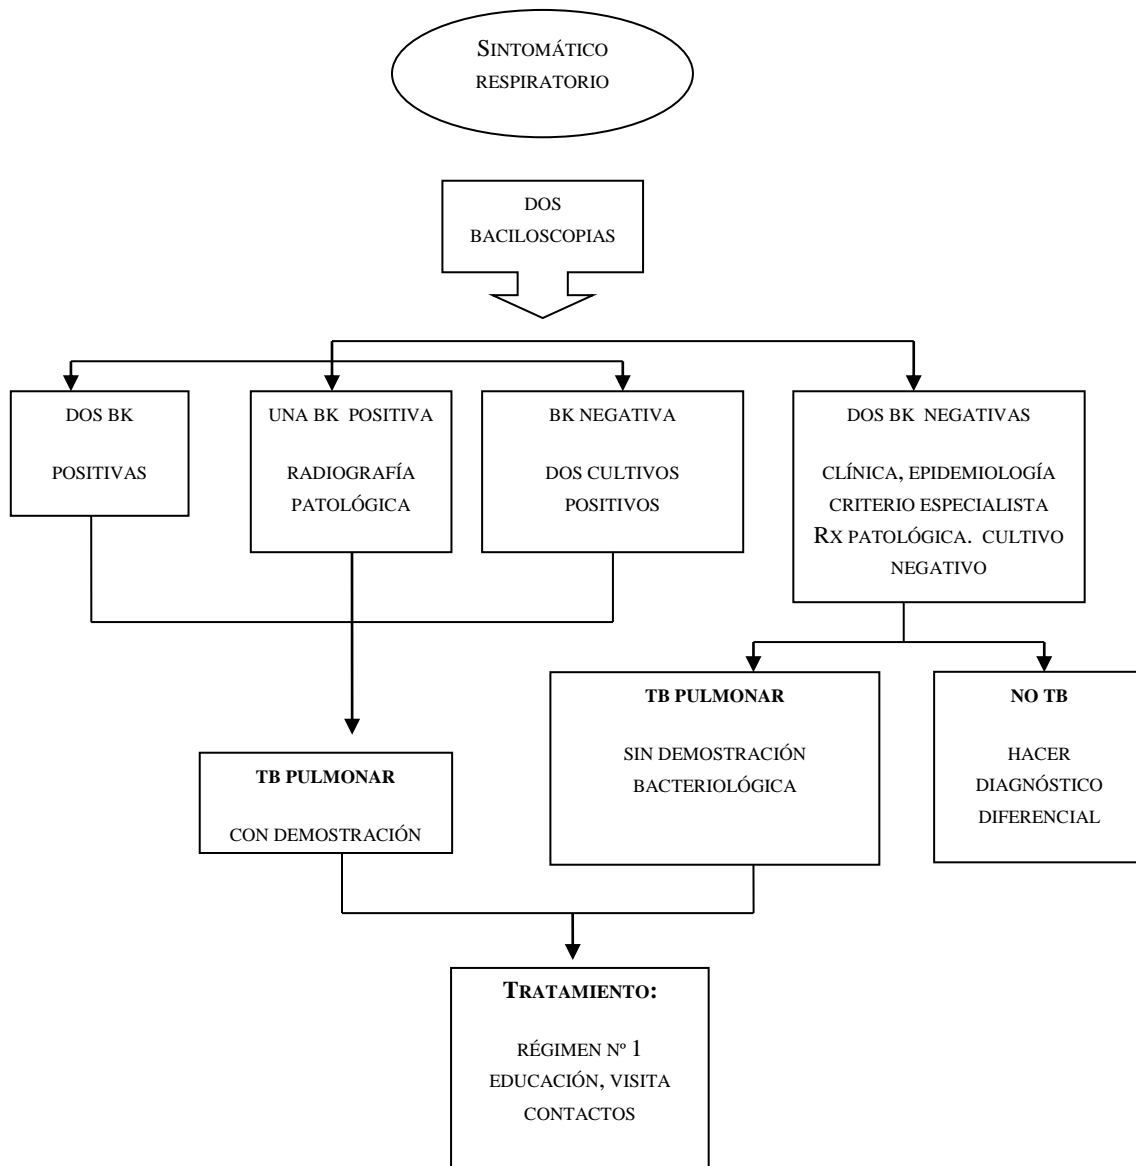 SINTOMÁTICO
RESPIRATORIO
DOS
BACILOSCOPIAS
DOS BK
POSITIVAS
UNA BK POSITIVA
RADIOGRAFÍA
PATOLÓGICA
BK NEGATIVA
DOS CULTIVOS
POSITIVOS
DOS BK NEGATIVAS
CLÍNICA, EPIDEMIOLOGÍA
CRITERIO ESPECIALISTA
RX PATOLÓGICA. CULTIVO
NEGATIVO
TB PULMONAR
CON DEMOSTRACIÓN
TB PULMONAR
SIN DEMOSTRACIÓN
BACTERIOLÓGICA
NO TB
HACER
DIAGNÓSTICO
DIFERENCIAL
TRATAMIENTO:
RÉGIMEN Nº 1
EDUCACIÓN, VISITA
CONTACTOS